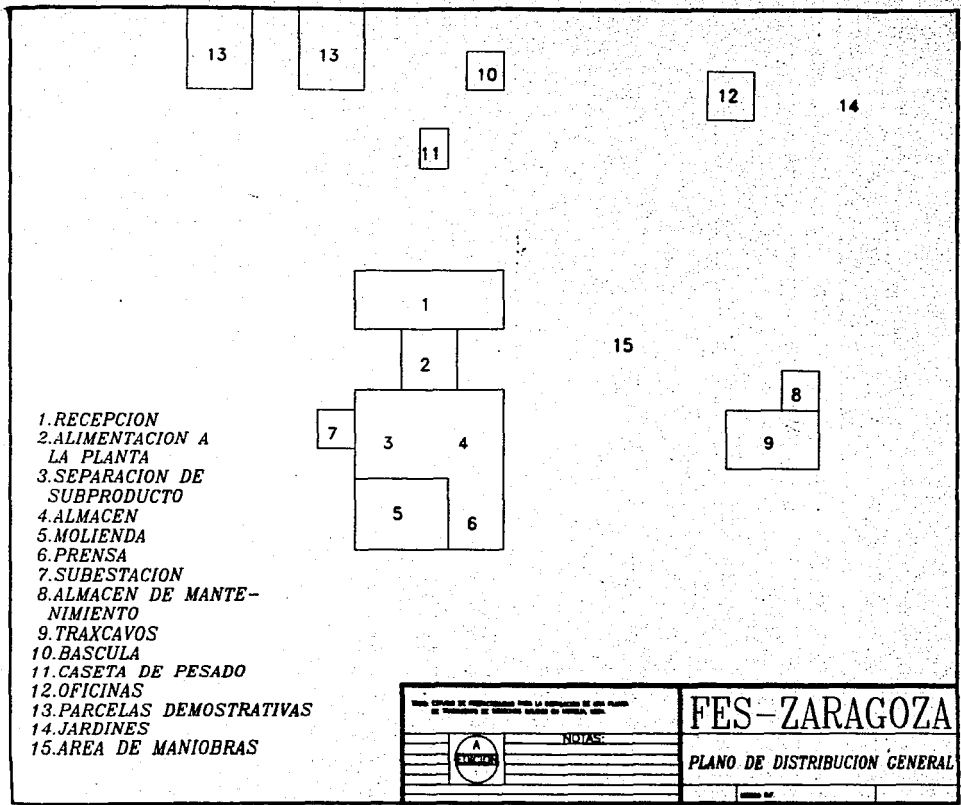 13
13
10
12
14
11
1
2
15
8
7
3
4
9
5
6
1.RECEPCION
2.ALIMENTACION A
LA PLANTA
3.SEPARACION DE
SUBPRODUCTO
4.ALMACEN
5.MOLIENDA
6.PRENSA
7.SUBESTACION
8.ALMACEN DE MANTE-
NIMIENTO
9.TRAXCAVOS
10.BASCULA
11.CASETA DE PESADO
12.OFICINAS
13.PARCELAS DEMOSTRATIVAS
14.JARDINES
15.AREA DE MANIOBRAS
NOTAS:
A
EDICION
FES-ZARAGOZA
PLANO DE DISTRIBUCION GENERAL